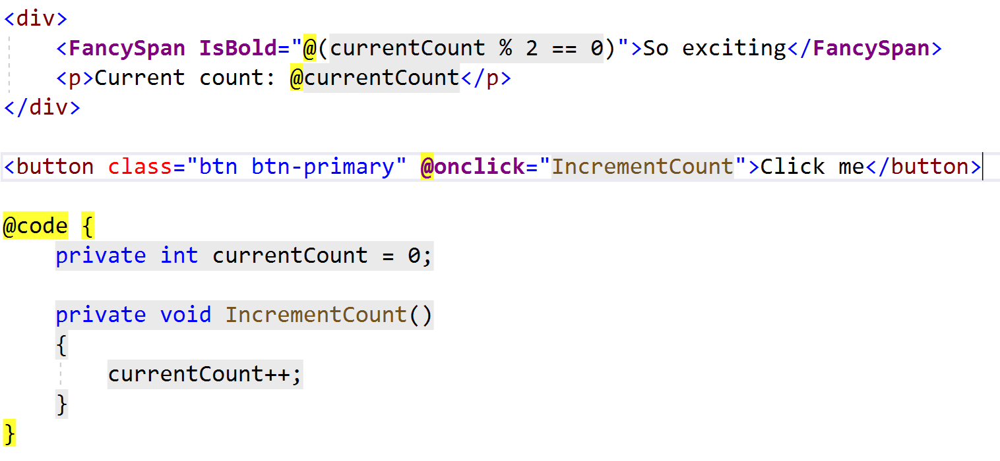 <div>
    <FancySpan IsBold="@(currentCount % 2 == 0)">So exciting</FancySpan>
    <p>Current count: @currentCount</p>
</div>

<button class="btn btn-primary" @onclick="IncrementCount">Click me</button>

@code {
    private int currentCount = 0;

    private void IncrementCount()
    {
        currentCount++;
    }
}